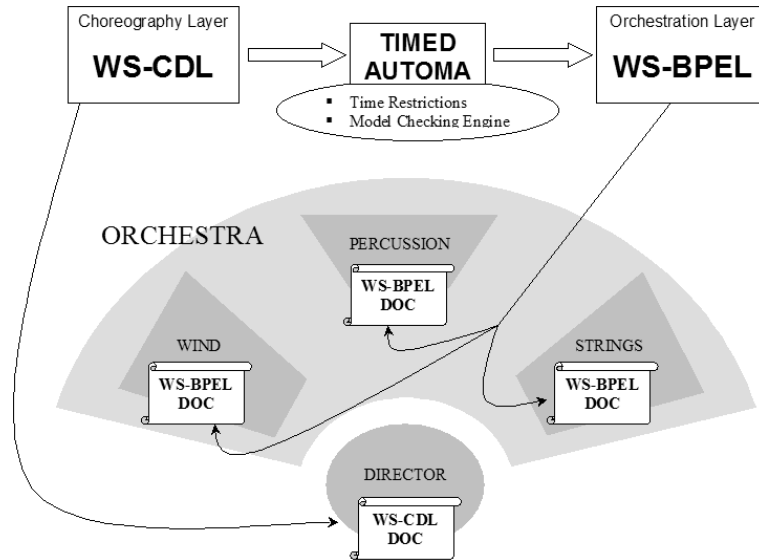 Choreography Layer
WS-CDL
TIMED
AUTOMA
Orchestration Layer
WS-BPEL
▪ Time Restrictions
▪ Model Checking Engine
ORCHESTRA
PERCUSSION
WS-BPEL
DOC
WIND
WS-BPEL
DOC
STRINGS
WS-BPEL
DOC
DIRECTOR
WS-CDL
DOC